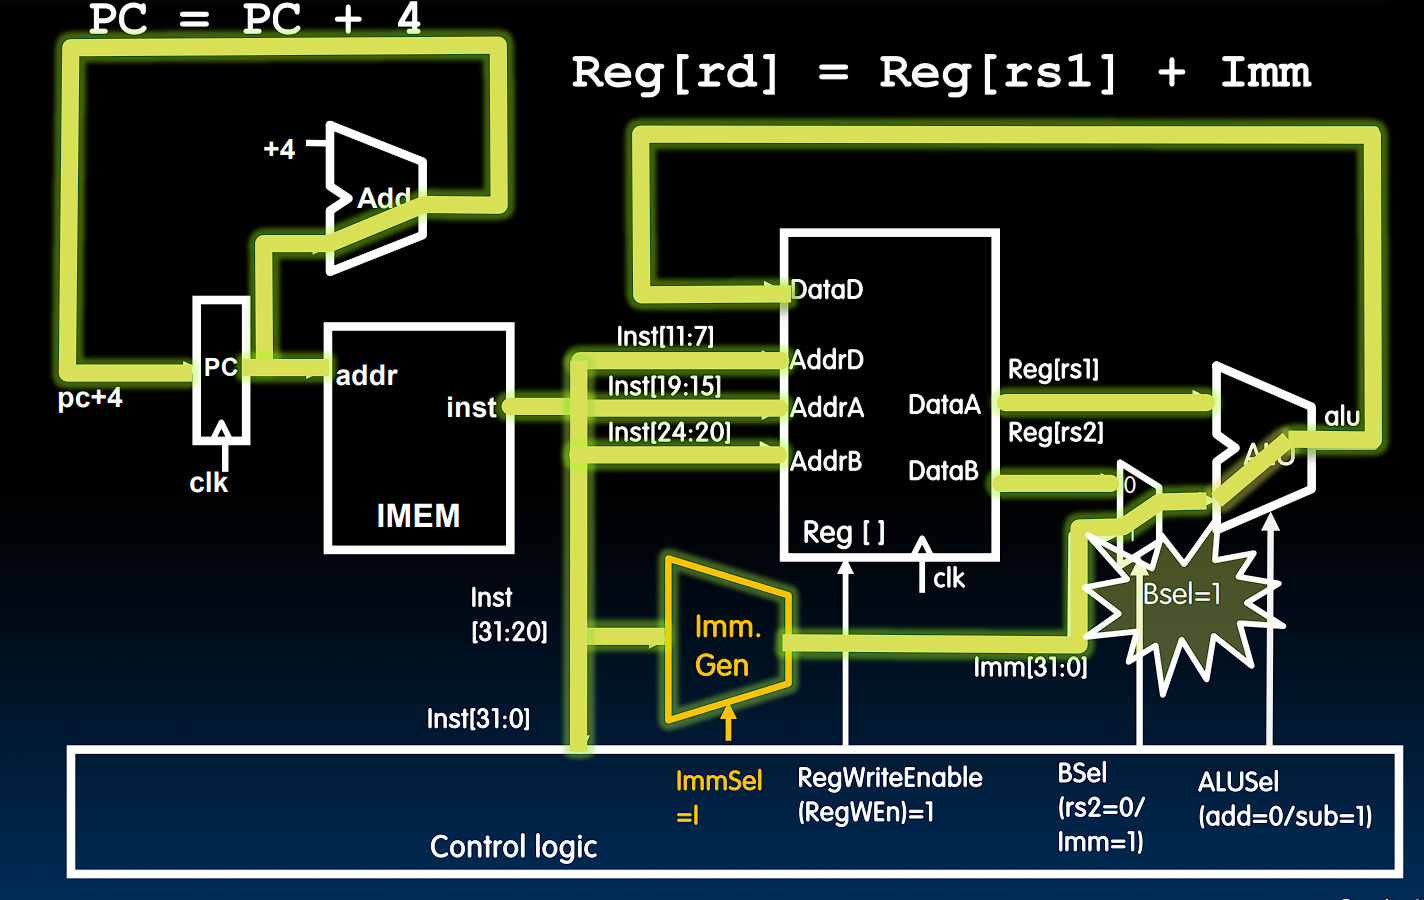 PC = PC + 4
Reg[rd] = Reg[rs1] + Imm
+4
Add
pc+4
PC
clk
addr
inst
IMEM
Inst[11:7]
Inst[19:15]
Inst[24:20]
DataD
AddrD
AddrA
AddrB
DataA
DataB
Reg []
clk
Reg[rs1]
Reg[rs2]
0
1
ALU
alu
Bsel=1
Inst
[31:20]
Imm.
Gen
Imm[31:0]
Inst[31:0]
ImmSel
=I
RegWriteEnable
(RegWEn)=1
BSel
(rs2=0/
Imm=1)
ALUSel
(add=0/sub=1)
Control logic